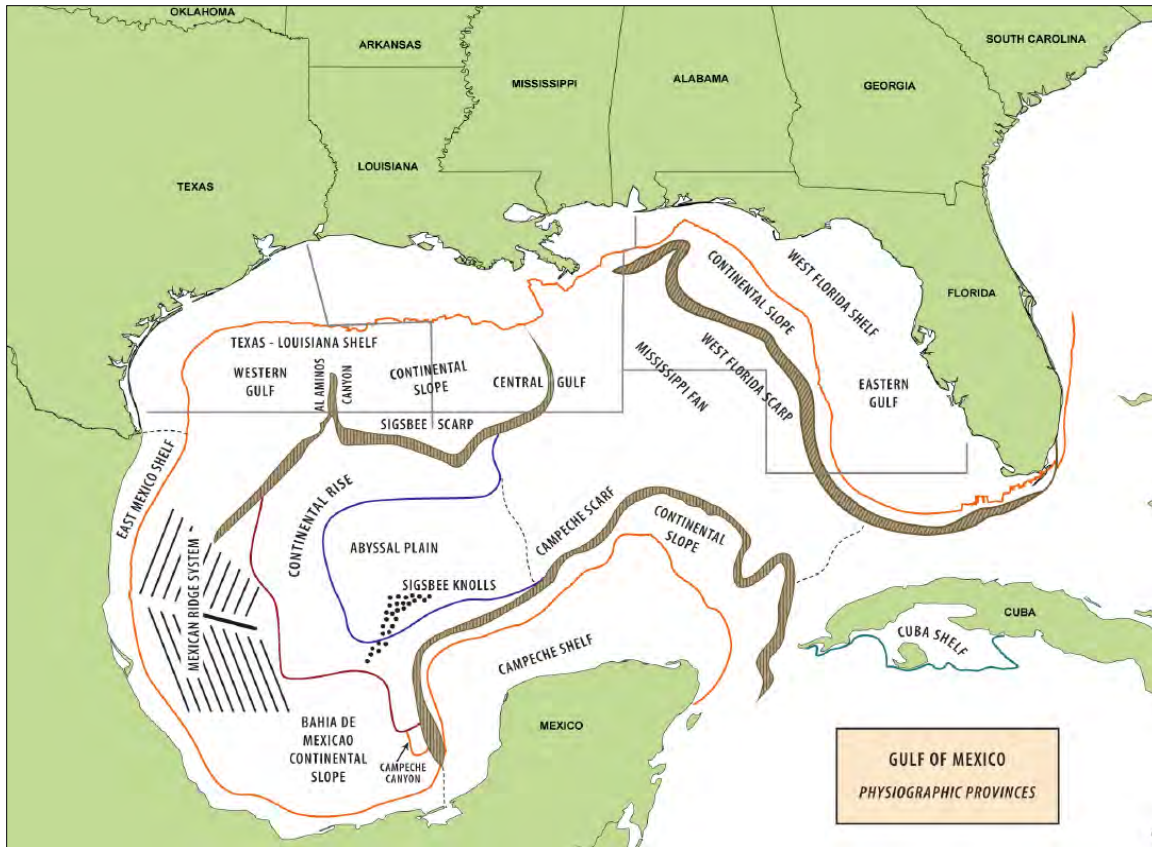 OKLAHOMA
ARKANSAS
SOUTH CAROLINA
MISSISSIPPI
ALABAMA
GEORGIA
LOUISIANA
TEXAS
FLORIDA
WEST FLORIDA SHELF
CONTINENTAL SLOPE
WEST FLORIDA SCARP
MISSISSIPPI FAN
EASTERN
GULF
TEXAS - LOUISIANA SHELF
WESTERN
GULF
ALAMINOS
CANYON
CONTINENTAL
SLOPE
CENTRAL GULF
SIGSBEE SCARP
EAST MEXICO SHELF
CONTINENTAL RISE
ABYSSAL PLAIN
SIGSBEE KNOLLS
CAMPECHE SCARF
CONTINENTAL
SLOPE
MEXICAN RIDGE SYSTEM
CAMPECHE SHELF
CUBA
CUBA SHELF
BAHIA DE
MEXICAO
CONTINENTAL
SLOPE
CAMPECHE
CANYON
MEXICO
GULF OF MEXICO
PHYSIOGRAPHIC PROVINCES